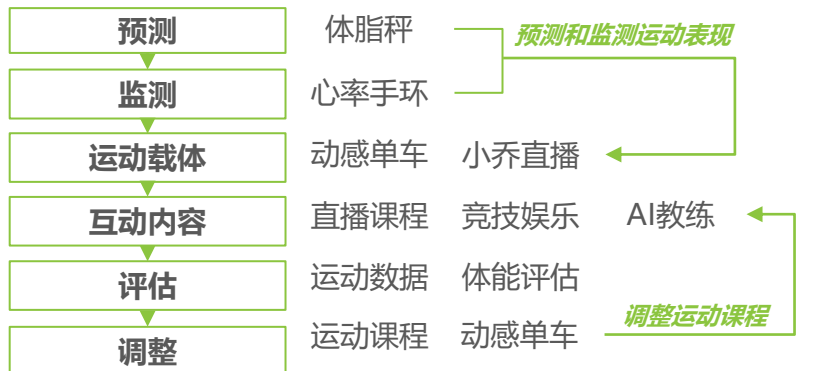 预测 体脂秤 预测和监测运动表现
监测 心率手环
运动载体 动感单车 小乔直播
互动内容 直播课程 竞技娱乐 AI教练
评估 运动数据 体能评估
调整运动课程
调整 运动课程 动感单车